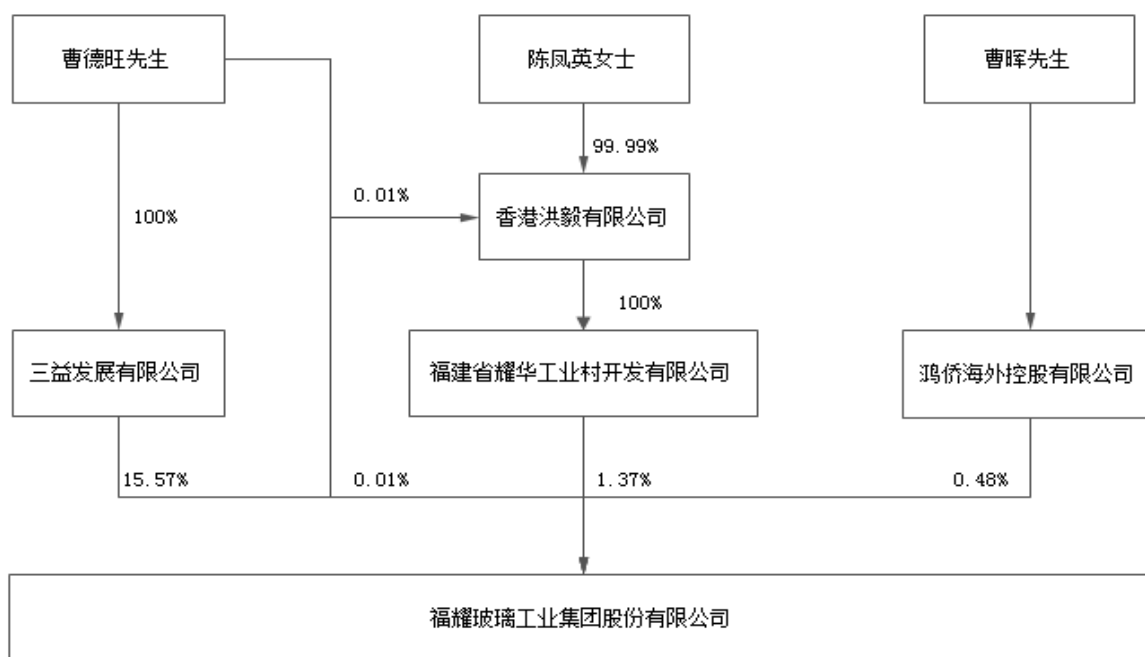 曹德旺先生
陈凤英女士
曹晖先生
99.99%
0.01%
100%
香港洪毅有限公司
100%
三益发展有限公司
福建省耀华工业村开发有限公司
鸿侨海外控股有限公司
15.57%
0.01%
1.37%
0.48%
福耀玻璃工业集团股份有限公司